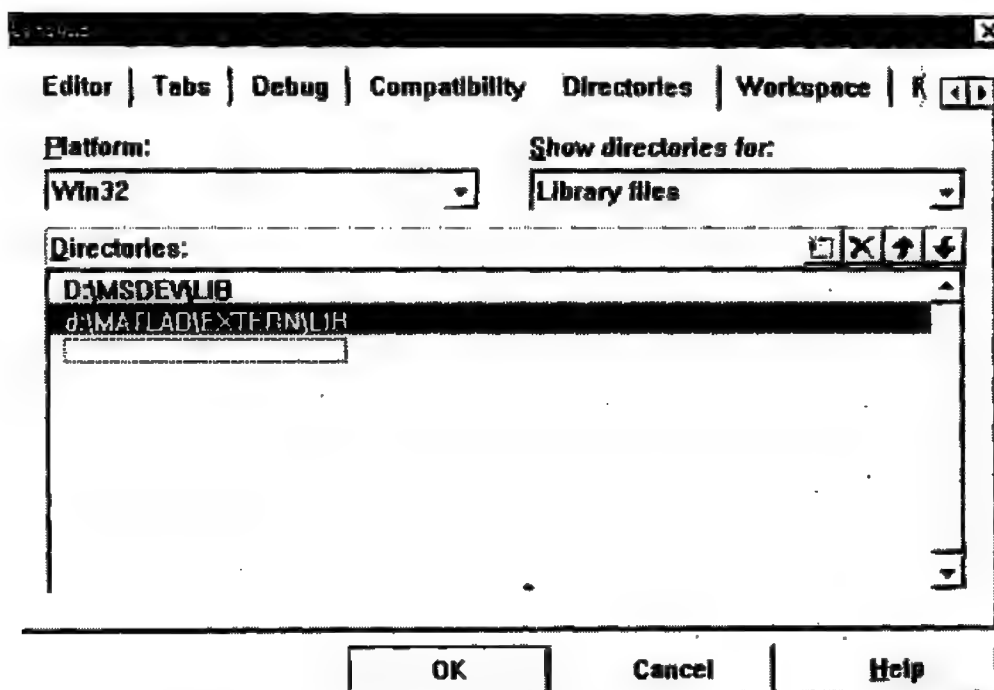 Editor | Tabs | Debug | Compatibility Directories | Workspace
Platform: Show directories for:
Win32 Library files
Directories:
D:\MSDEV\LIB
d:\MATLAB\EXTERN\LIB
OK Cancel Help